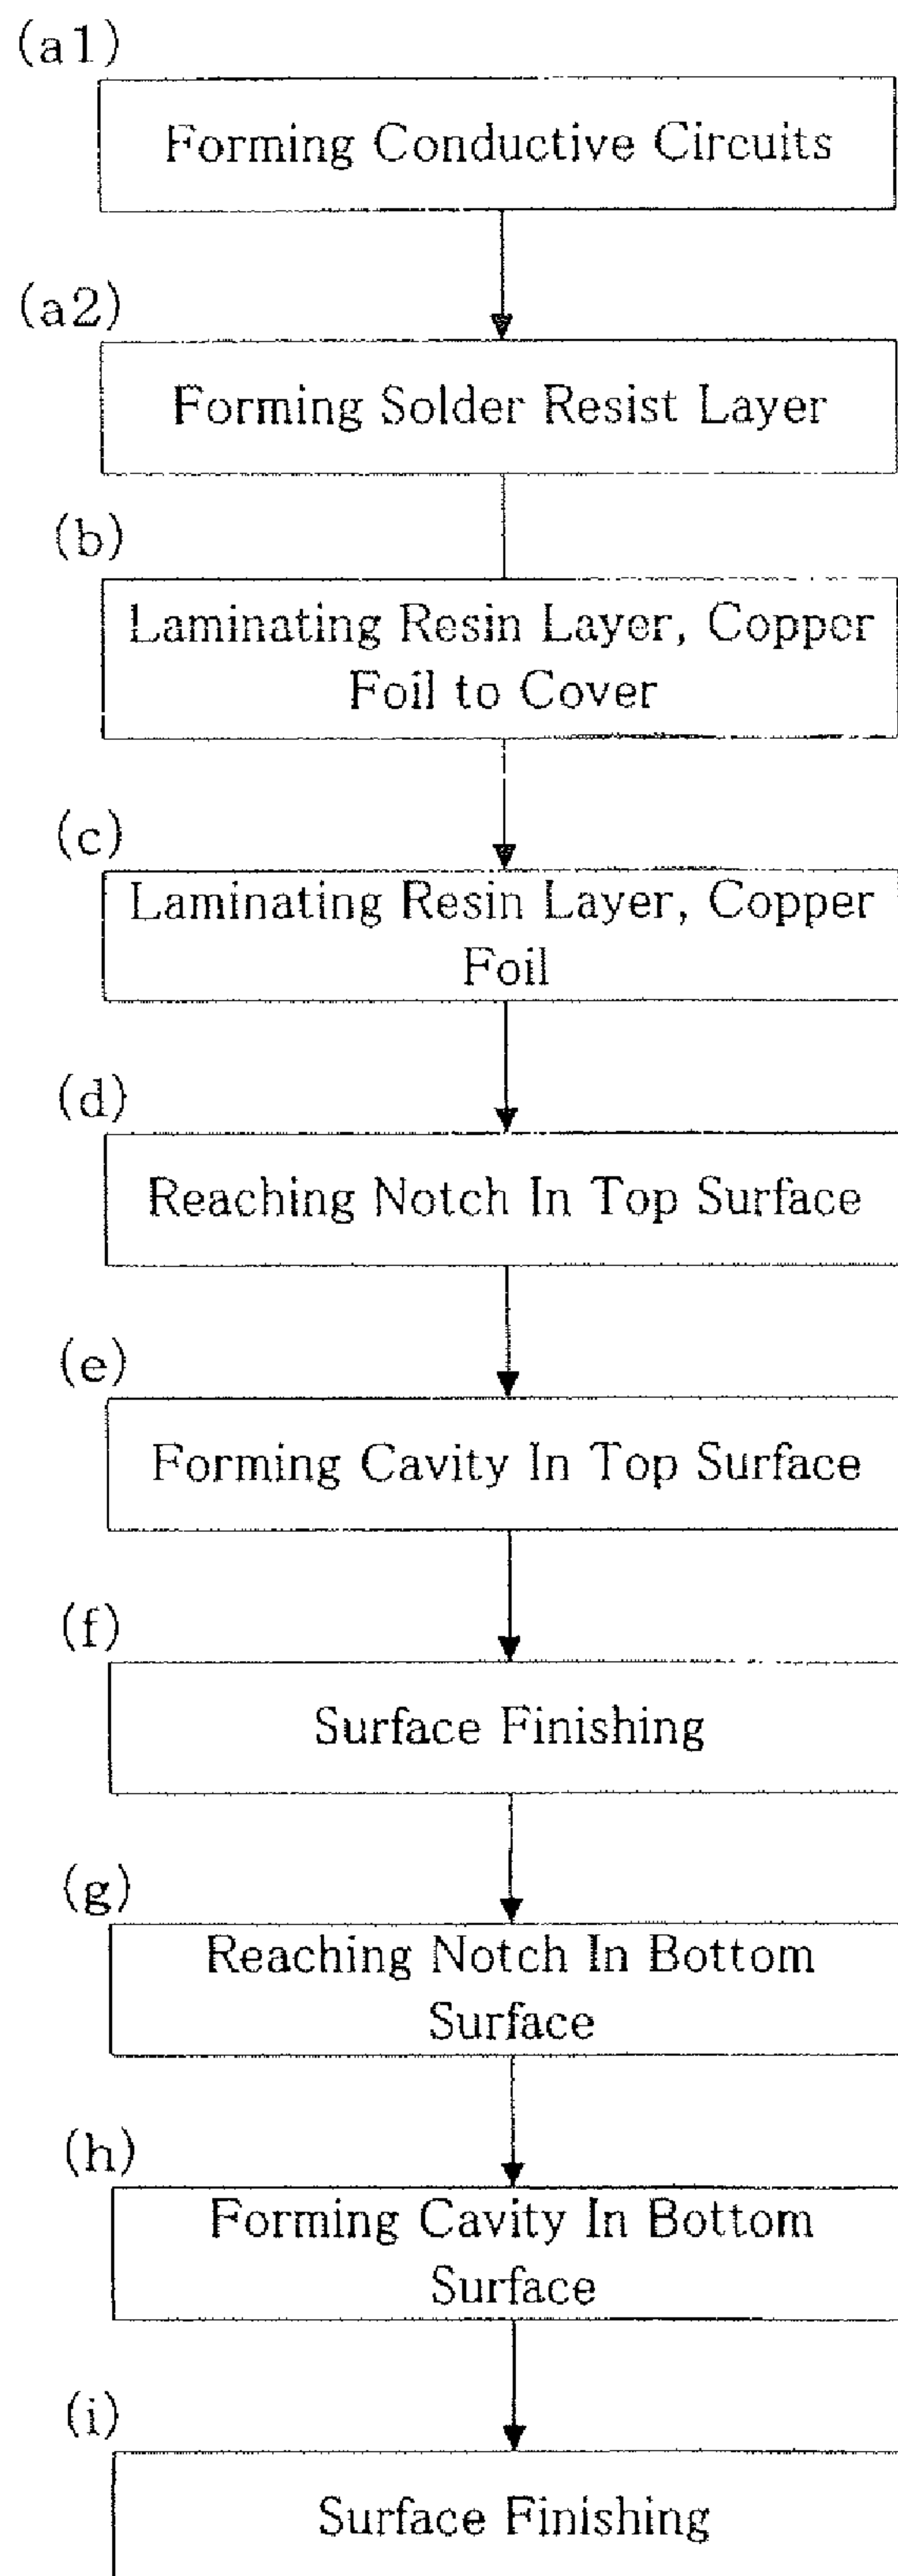 (a1)
Forming Conductive Circuits
(a2)
Forming Solder Resist Layer
(b)
Laminating Resin Layer, Copper
Foil to Cover
(c)
Laminating Resin Layer, Copper
Foil
(d)
Reaching Notch In Top Surface
(e)
Forming Cavity In Top Surface
(f)
Surface Finishing
(g)
Reaching Notch In Bottom
Surface
(h)
Forming Cavity In Bottom
Surface
(i)
Surface Finishing